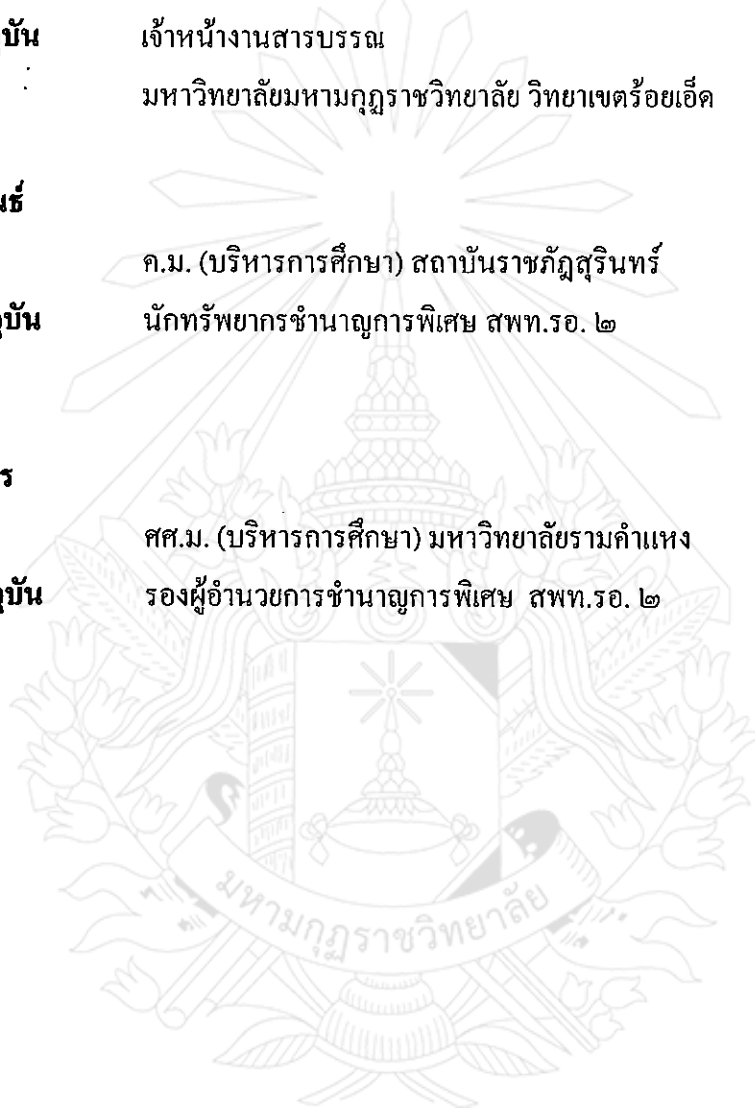 บัน เจ้าหน้างานสารบรรณ
มหาวิทยาลัยมหามกุฏราชวิทยาลัย วิทยาเขตร้อยเอ็ด
นธ์
ค.ม. (บริหารการศึกษา) สถาบันราชภัฎสุรินทร์
บัน นักทรัพยากรชำนาญการพิเศษ สพท.รอ. ๒
ร
ศศ.ม. (บริหารการศึกษา) มหาวิทยาลัยรามคำแหง
ุบัน รองผู้อำนวยการชำนาญการพิเศษ สพท.รอ. ๒
มหามกุฏราชวิทยาลัย